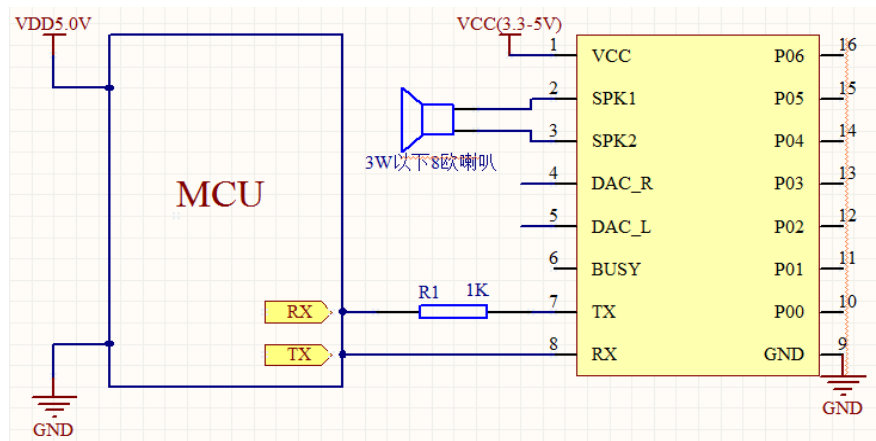 VDD5.0V
VCC(3.3-5V)
1 VCC P06 16
2 SPK1 P05 15
3 SPK2 P04 14
3W以下8欧喇叭
4 DAC_R P03 13
MCU
5 DAC_L P02 12
6 BUSY P01 11
RX R1 1K 7 TX P00 10
TX 8 RX GND 9
GND
GND